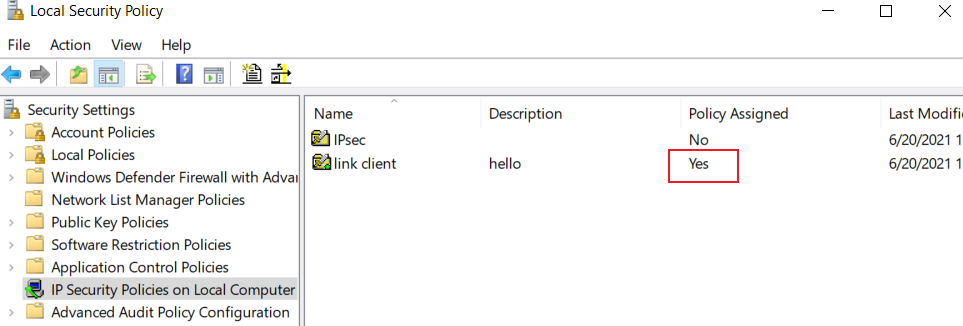 Local Security Policy
File Action View Help
Security Settings
Account Policies
Local Policies
Windows Defender Firewall with Advan
Network List Manager Policies
Public Key Policies
Software Restriction Policies
Application Control Policies
IP Security Policies on Local Computer
Advanced Audit Policy Configuration
Name Description Policy Assigned Last Modifi
IPsec No 6/20/2021 1
link client hello Yes 6/20/2021 1